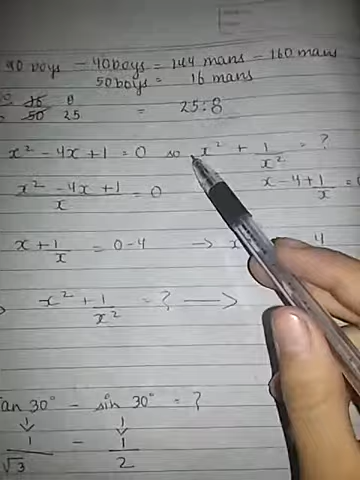 90 boys - 40 boys = 144 mans - 160 mans
50 boys = 16 mans
16 8
50 25 = 25:8
x² - 4x + 1 = 0 so x² + 1/x² = ?
(x² - 4x + 1)/x = 0 x - 4 + 1/x =
x + 1/x = 0 - 4 → x 4
x² + 1/x² = ? →
tan 30° - sin 30° = ?
↓ ↓
1/√3 - 1/2